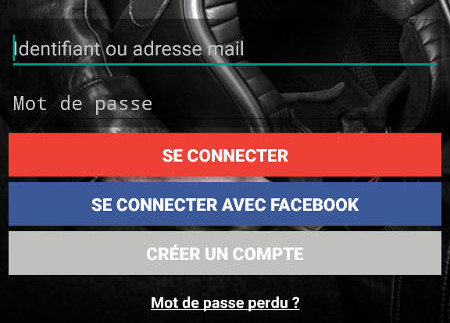 Identifiant ou adresse mail
Mot de passe
SE CONNECTER
SE CONNECTER AVEC FACEBOOK
CRÉER UN COMPTE
Mot de passe perdu ?